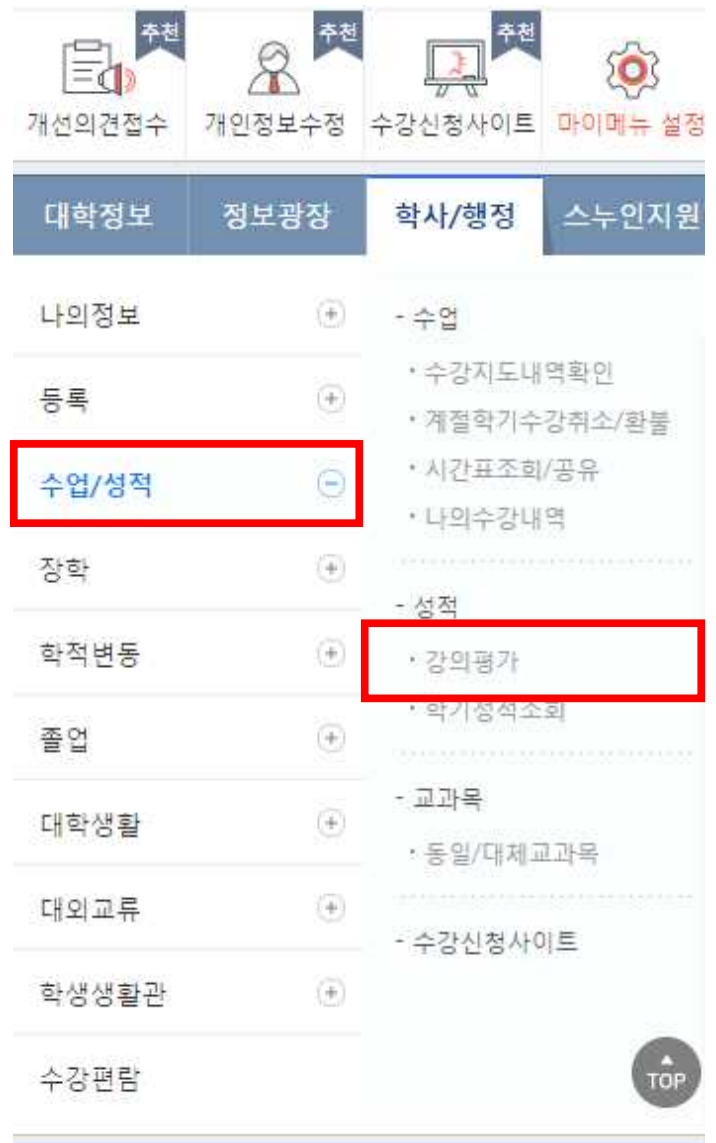 추천 추천 추천
개선의견접수 개인정보수정 수강신청사이트 마이메뉴 설정
대학정보 정보광장 학사/행정 스누인지원
나의정보
등록
수업/성적
장학
학적변동
졸업
대학생활
대외교류
학생생활관
수강편람
- 수업
· 수강지도내역확인
· 계절학기수강취소/환불
· 시간표조회/공유
· 나의수강내역
- 성적
· 강의평가
· 학기성적조회
- 교과목
· 동일/대체교과목
- 수강신청사이트
TOP